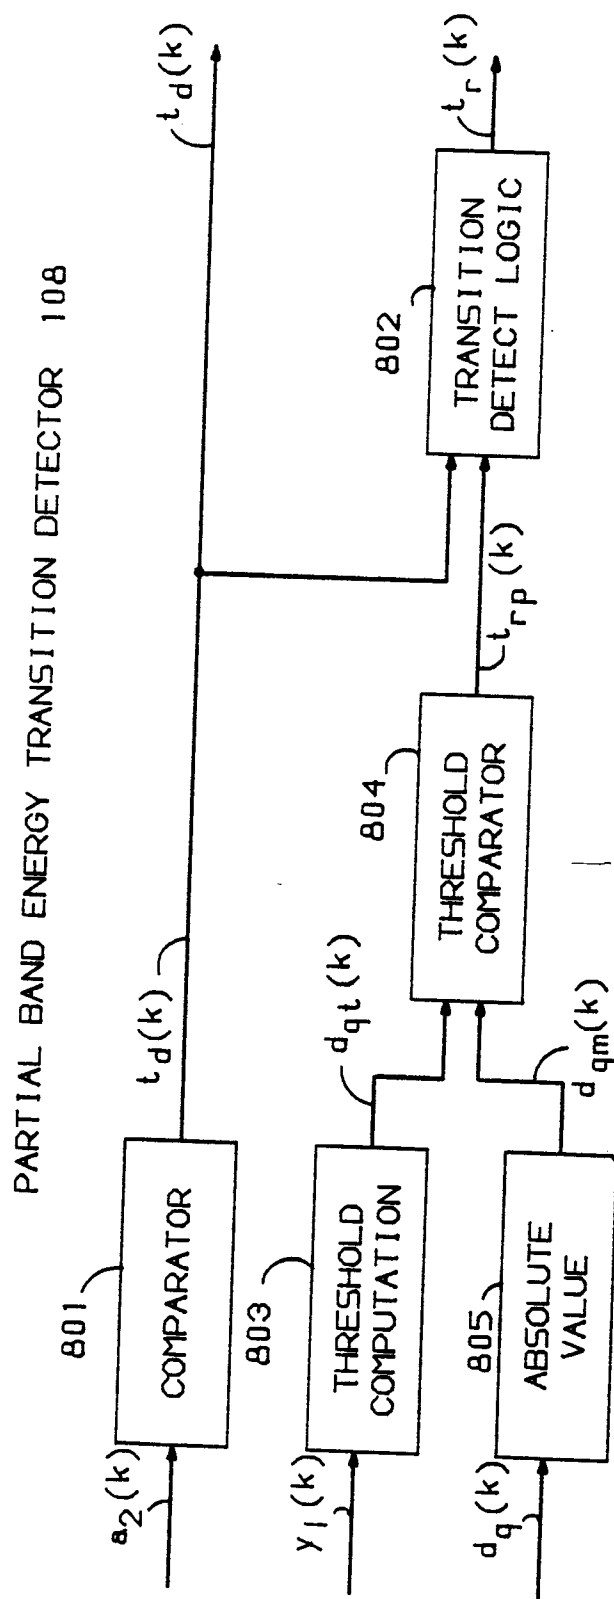 PARTIAL BAND ENERGY TRANSITION DETECTOR 108
a2(k)
801
COMPARATOR
td(k)
td(k)
yl(k)
803
THRESHOLD
COMPUTATION
dqt(k)
804
THRESHOLD
COMPARATOR
trp(k)
802
TRANSITION
DETECT LOGIC
tr(k)
dq(k)
805
ABSOLUTE
VALUE
dqm(k)